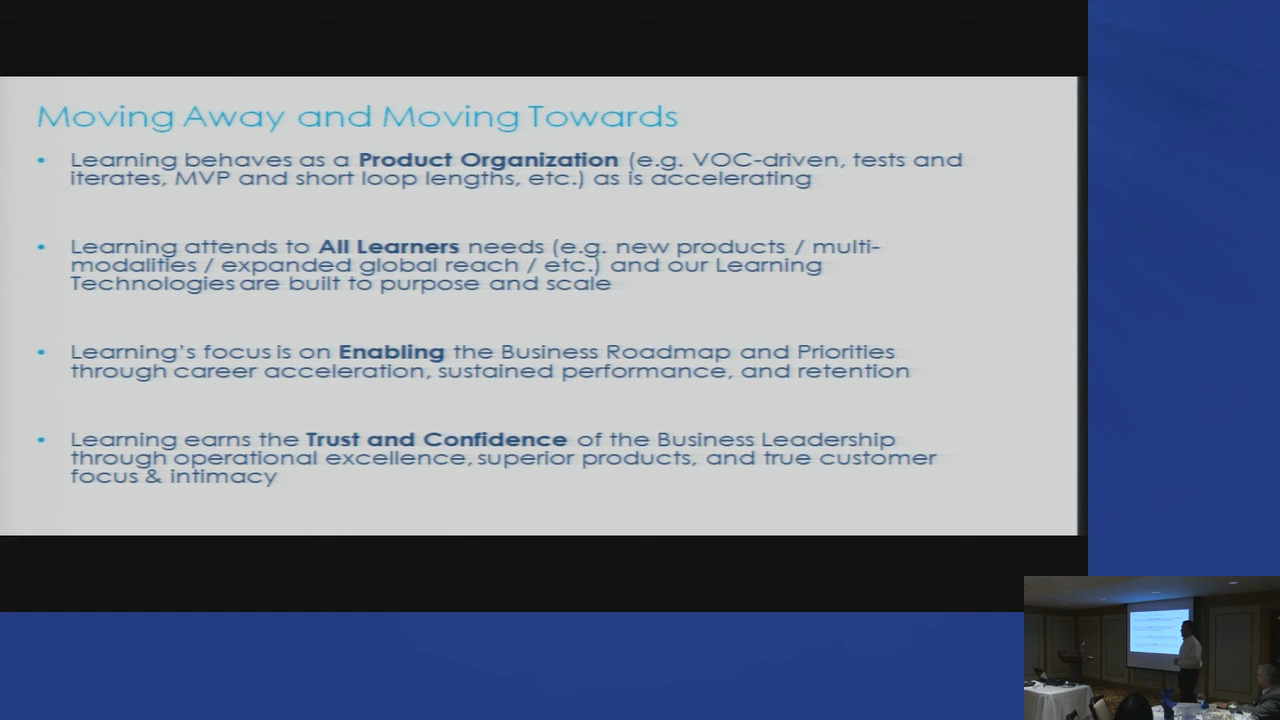 Moving Away and Moving Towards
• Learning behaves as a Product Organization (e.g. VOC-driven, tests and
iterates, MVP and short loop lengths, etc.) as is accelerating
• Learning attends to All Learners needs (e.g. new products / multi-
modalities / expanded global reach / etc.) and our Learning
Technologies are built to purpose and scale
• Learning's focus is on Enabling the Business Roadmap and Priorities
through career acceleration, sustained performance, and retention
• Learning earns the Trust and Confidence of the Business Leadership
through operational excellence, superior products, and true customer
focus & intimacy